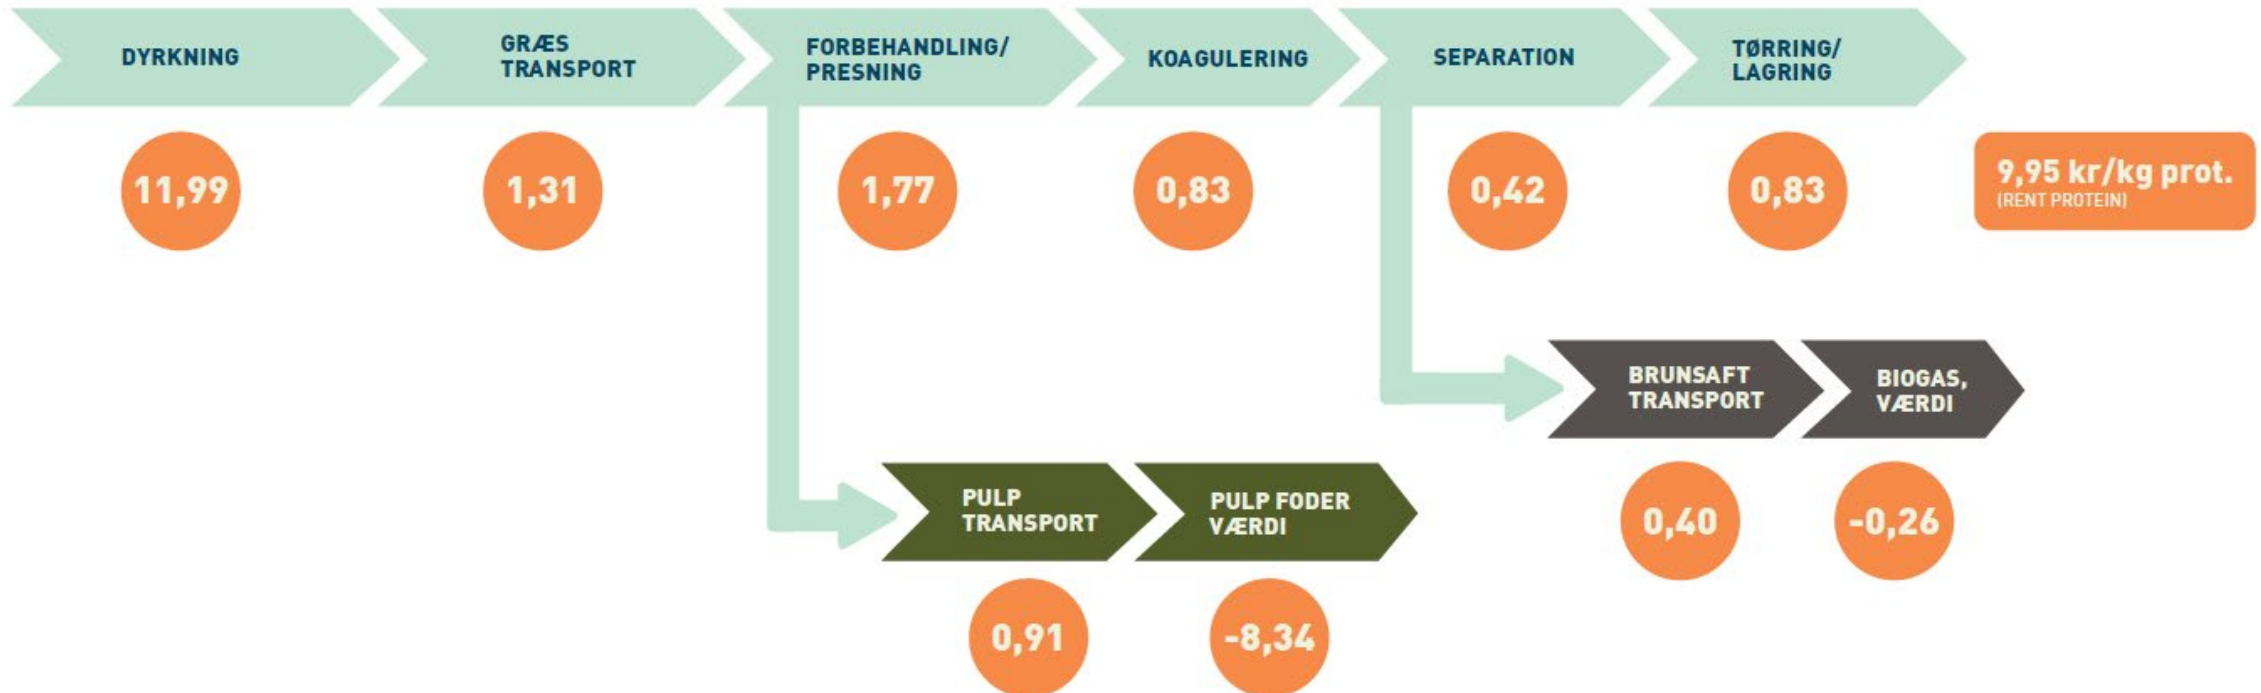 DYRKNING
GRÆS
TRANSPORT
FORBEHANDLING/
PRESNING
KOAGULERING
SEPARATION
TØRRING/
LAGRING
11,99
1,31
1,77
0,83
0,42
0,83
9,95 kr/kg prot.
(RENT PROTEIN)
BRUNSAFT
TRANSPORT
BIOGAS,
VÆRDI
0,40
-0,26
PULP
TRANSPORT
PULP FODER
VÆRDI
0,91
-8,34